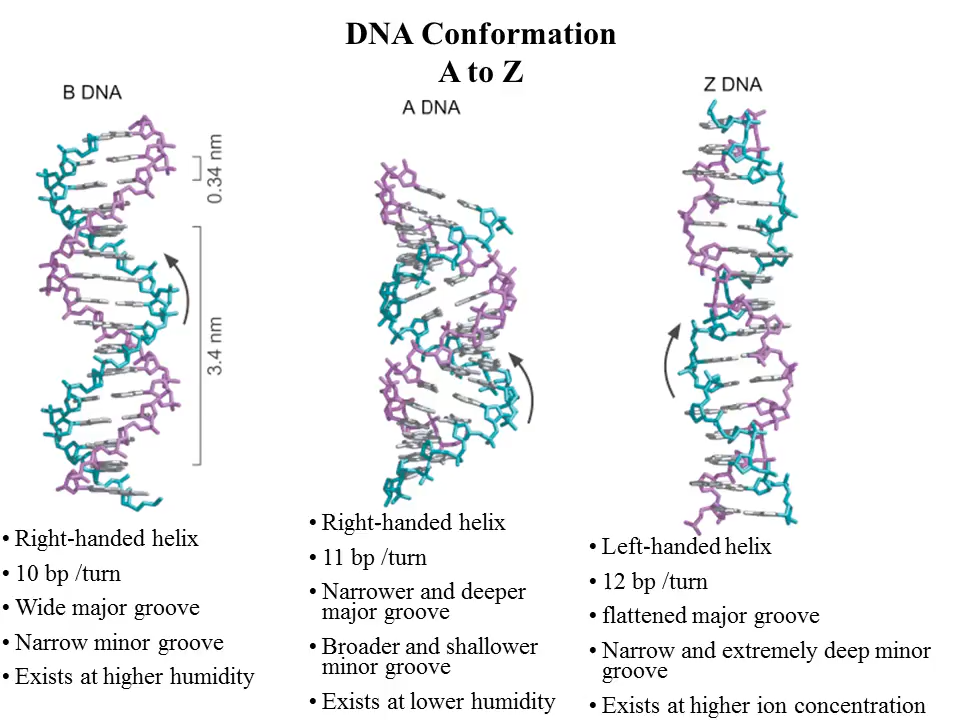 DNA Conformation
A to Z
B DNA
A DNA
Z DNA
0.34 nm
3.4 nm
• Right-handed helix
• 10 bp /turn
• Wide major groove
• Narrow minor groove
• Exists at higher humidity
• Right-handed helix
• 11 bp /turn
• Narrower and deeper
major groove
• Broader and shallower
minor groove
• Exists at lower humidity
• Left-handed helix
• 12 bp /turn
• flattened major groove
• Narrow and extremely deep minor
groove
• Exists at higher ion concentration